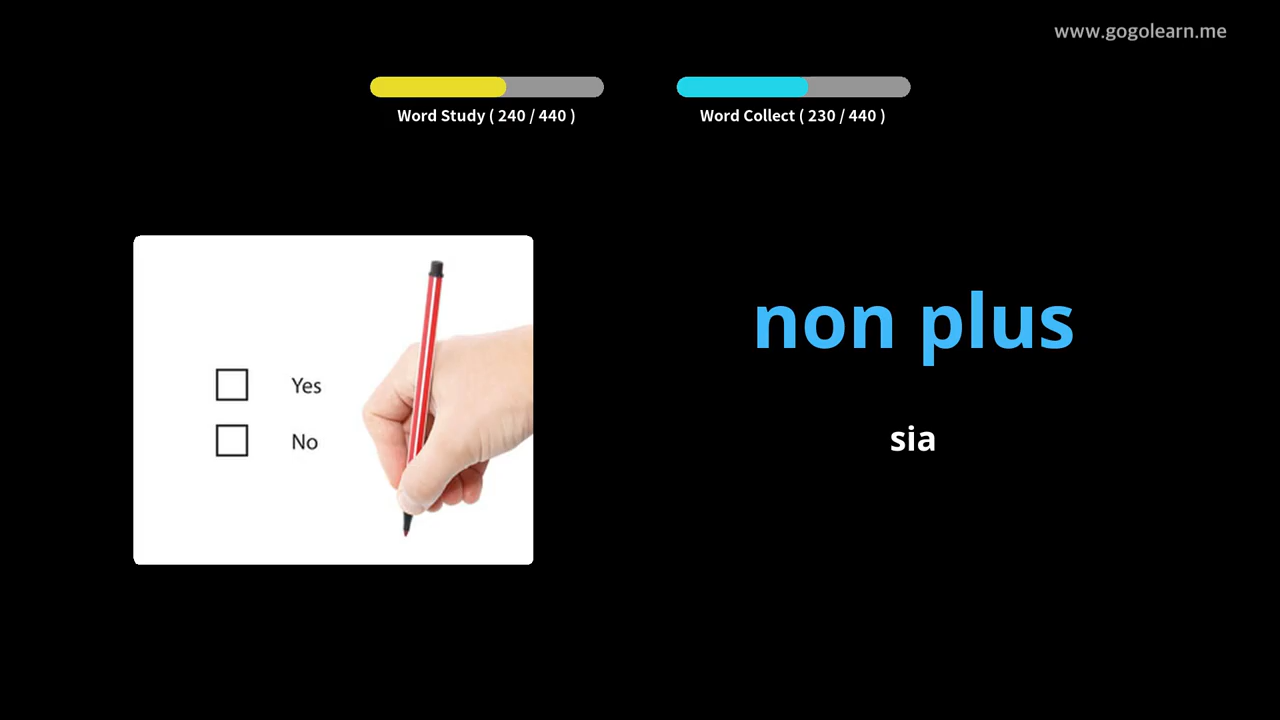 www.gogolearn.me
Word Study ( 240 / 440 )
Word Collect ( 230 / 440 )
Yes
No
non plus
sia